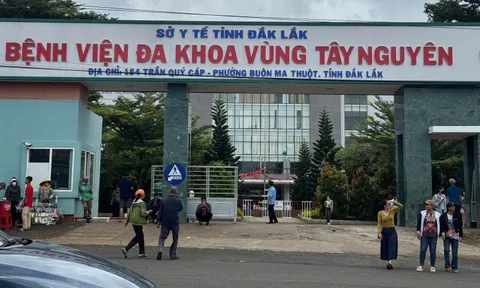 SỞ Y TẾ TỈNH ĐẮK LẮK
BỆNH VIỆN ĐA KHOA VÙNG TÂY NGUYÊN
ĐỊA CHỈ: 184 TRẦN QUÝ CÁP - PHƯỜNG BUÔN MA THUỘT, TỈNH ĐẮK LẮK